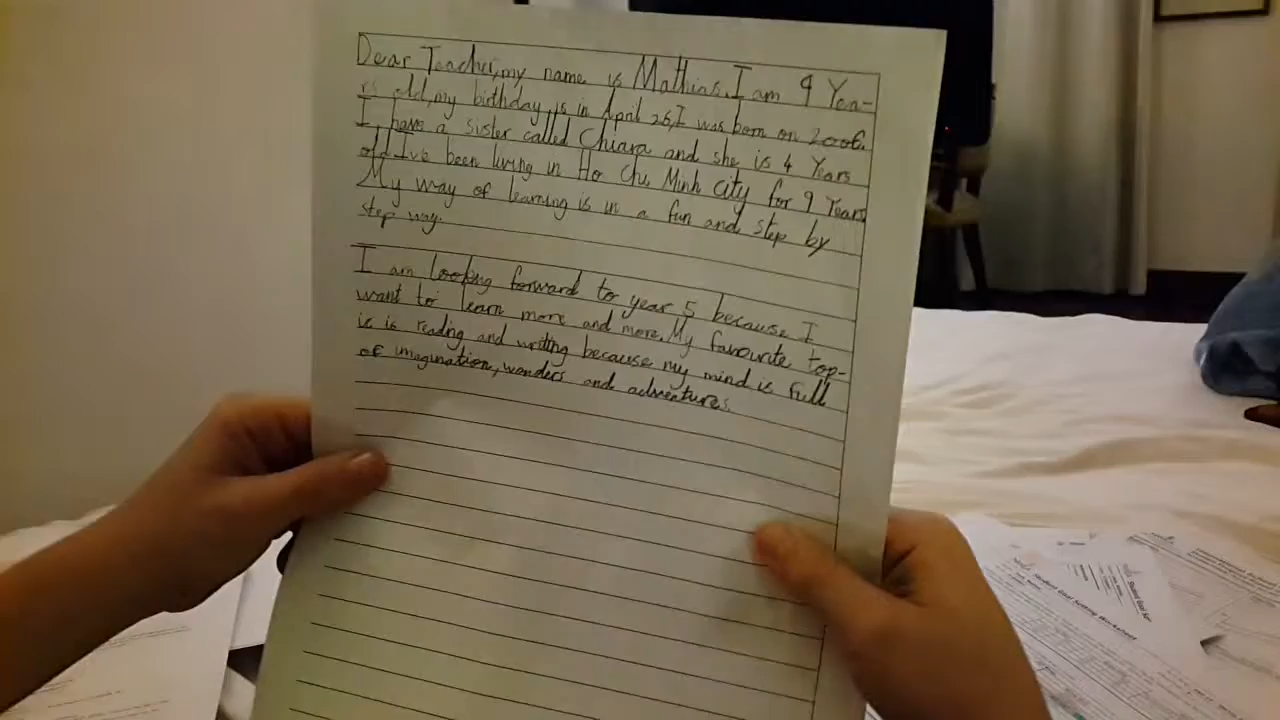 Dear Teacher, my name is Mathias. I am 9 Yea-
rs old, my birthday is in April 26, I was born on 2006.
I have a sister called Chiara and she is 4 Years
old. I've been living in Ho Chi Minh city for 9 Years
My way of learning is in a fun and step by
step way.
I am looking forward to year 5 because I
want to learn more and more. My favourite top-
ic is reading and writing because my mind is full
of imagination, wonders and adventures.
Student Goal Setting Worksheet